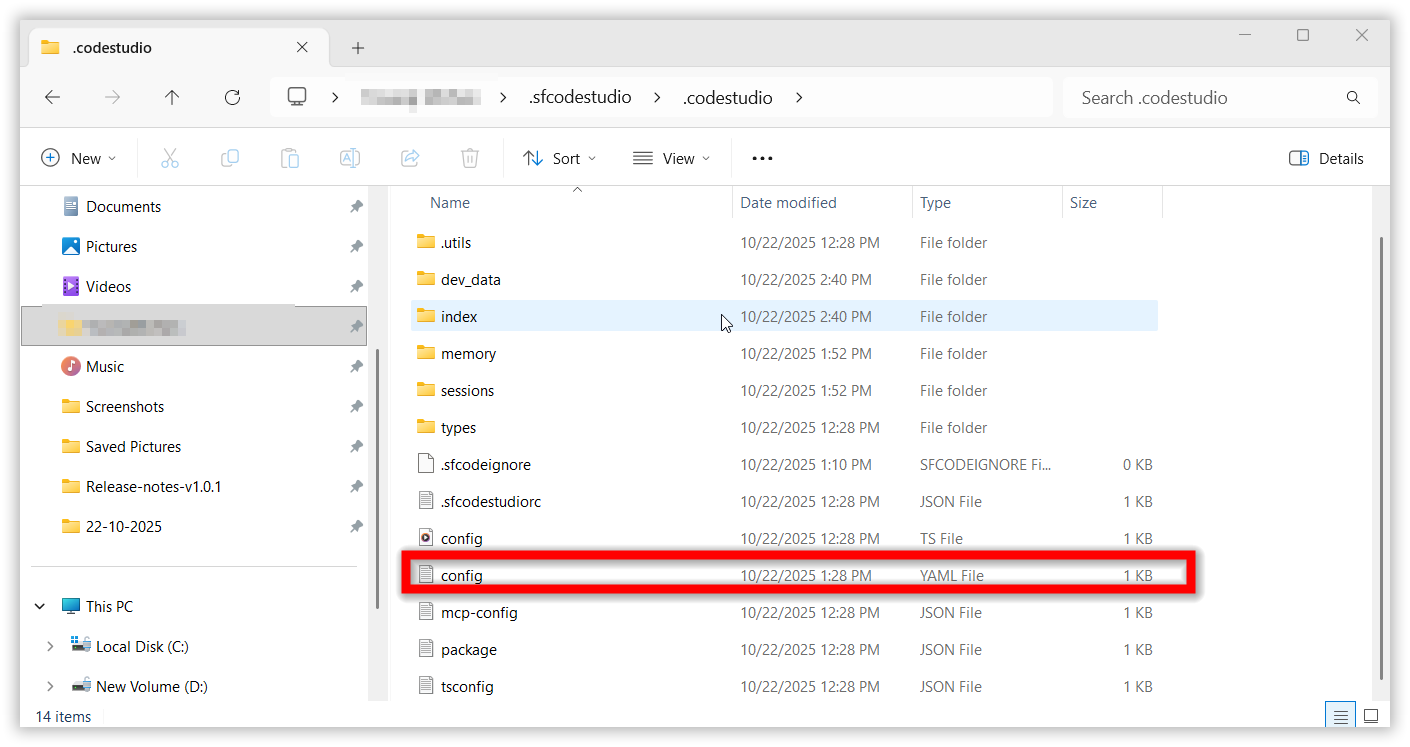 .codestudio
.sfcodestudio .codestudio Search .codestudio
New Sort View Details
Name Date modified Type Size
Documents
Pictures
Videos
Music
Screenshots
Saved Pictures
Release-notes-v1.0.1
22-10-2025
This PC
Local Disk (C:)
New Volume (D:)
.utils 10/22/2025 12:28 PM File folder
dev_data 10/22/2025 2:40 PM File folder
index 10/22/2025 2:40 PM File folder
memory 10/22/2025 1:52 PM File folder
sessions 10/22/2025 1:52 PM File folder
types 10/22/2025 12:28 PM File folder
.sfcodeignore 10/22/2025 1:10 PM SFCODEIGNORE Fi... 0 KB
.sfcodestudiorc 10/22/2025 12:28 PM JSON File 1 KB
config 10/22/2025 12:28 PM TS File 1 KB
config 10/22/2025 1:28 PM YAML File 1 KB
mcp-config 10/22/2025 12:28 PM JSON File 1 KB
package 10/22/2025 12:28 PM JSON File 1 KB
tsconfig 10/22/2025 12:28 PM JSON File 1 KB
14 items